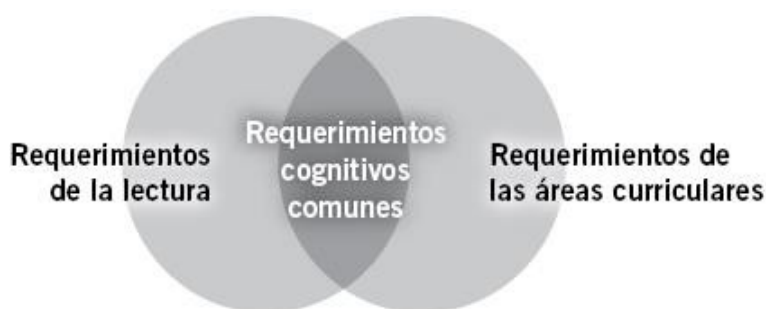 Requerimientos
de la lectura
Requerimientos
cognitivos
comunes
Requerimientos de
las áreas curriculares